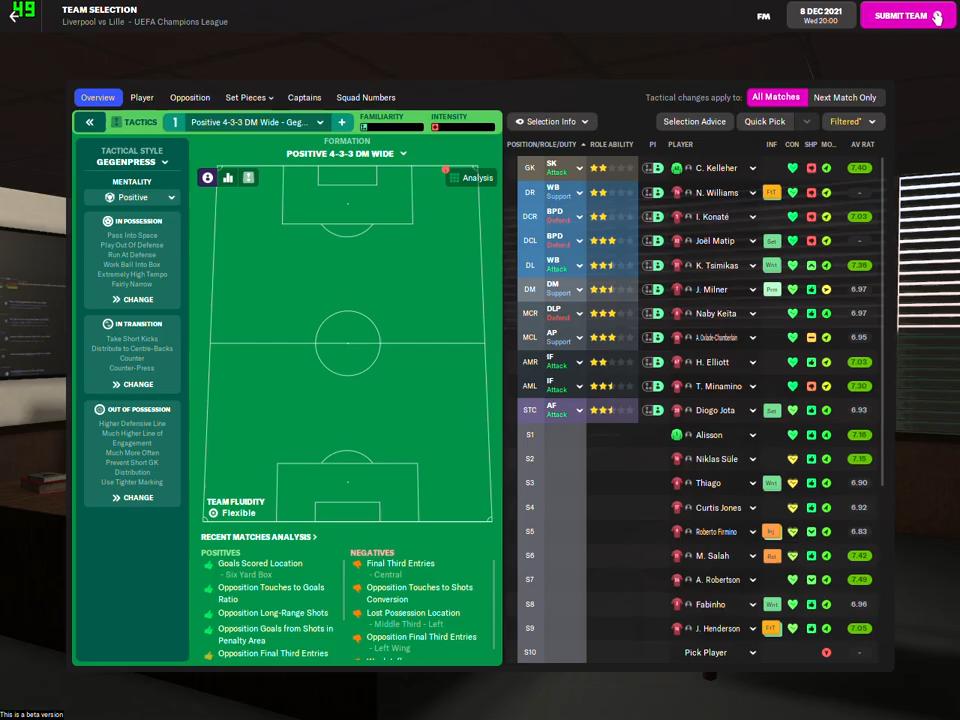 49
TEAM SELECTION
Liverpool vs Lille - UEFA Champions League
FM
8 DEC 2021
Wed 20:00
SUBMIT TEAM
Overview
Player
Opposition
Set Pieces
Captains
Squad Numbers
Tactical changes apply to:
All Matches
Next Match Only
TACTICS
1
Positive 4-3-3 DM Wide - Geg...
FAMILIARITY
INTENSITY
Selection Info
Selection Advice
Quick Pick
Filtered*
TACTICAL STYLE
GEGENPRESS
MENTALITY
Positive
IN POSSESSION
Pass Into Space
Play Out Of Defense
Run At Defense
Work Ball Into Box
Extremely High Tempo
Fairly Narrow
CHANGE
IN TRANSITION
Take Short Kicks
Distribute to Centre-Backs
Counter
Counter-Press
CHANGE
OUT OF POSSESSION
Higher Defensive Line
Much Higher Line of
Engagement
Much More Often
Prevent Short GK
Distribution
Use Tighter Marking
CHANGE
FORMATION
POSITIVE 4-3-3 DM WIDE
Analysis
TEAM FLUIDITY
Flexible
RECENT MATCHES ANALYSIS
POSITIVES
Goals Scored Location
- Six Yard Box
Opposition Touches to Goals
Ratio
Opposition Long-Range Shots
Opposition Goals from Shots in
Penalty Area
Opposition Final Third Entries
NEGATIVES
Final Third Entries
- Central
Opposition Touches to Shots
Conversion
Lost Possession Location
- Middle Third - Left
Opposition Final Third Entries
- Left Wing
POSITION/ROLE/DUTY ROLE ABILITY PI PLAYER INF CON SHP MO... AV RAT
GK SK Attack C. Kelleher 7.40
DR WB Support N. Williams FtT -
DCR BPD Defend I. Konaté 7.03
DCL BPD Defend Joël Matip Set -
DL WB Attack K. Tsimikas Wnt 7.36
DM DM Support J. Milner Prm 6.97
MCR DLP Defend Naby Keïta 6.97
MCL AP Support A. Oxlade-Chamberlain 6.95
AMR IF Attack H. Elliott 7.03
AML IF Attack T. Minamino 7.30
STC AF Attack Diogo Jota Set 6.93
S1 Alisson 7.16
S2 Niklas Süle 7.15
S3 Thiago Wnt 6.90
S4 Curtis Jones 6.92
S5 Roberto Firmino Inj 6.83
S6 M. Salah Rst 7.42
S7 A. Robertson 7.49
S8 Fabinho Wnt 6.96
S9 J. Henderson FtT 7.05
S10 Pick Player -
This is a beta version